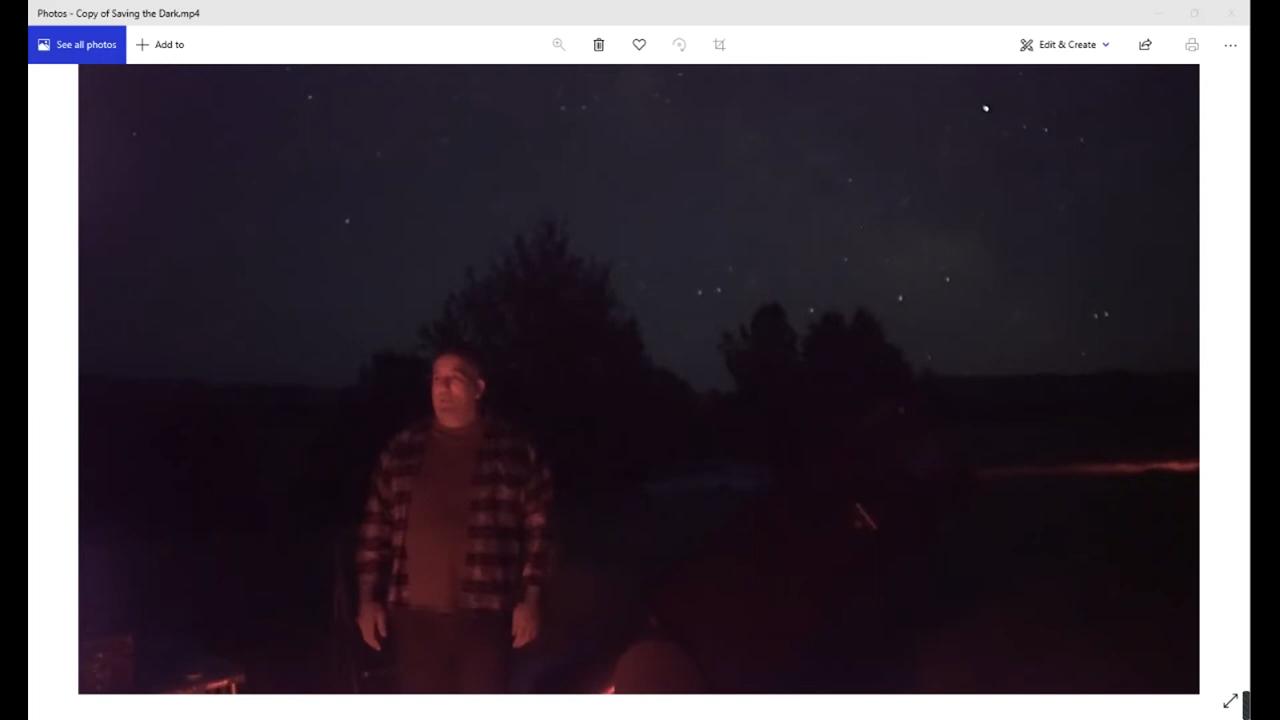 Photos - Copy of Saving the Dark.mp4
See all photos
Add to
Edit & Create